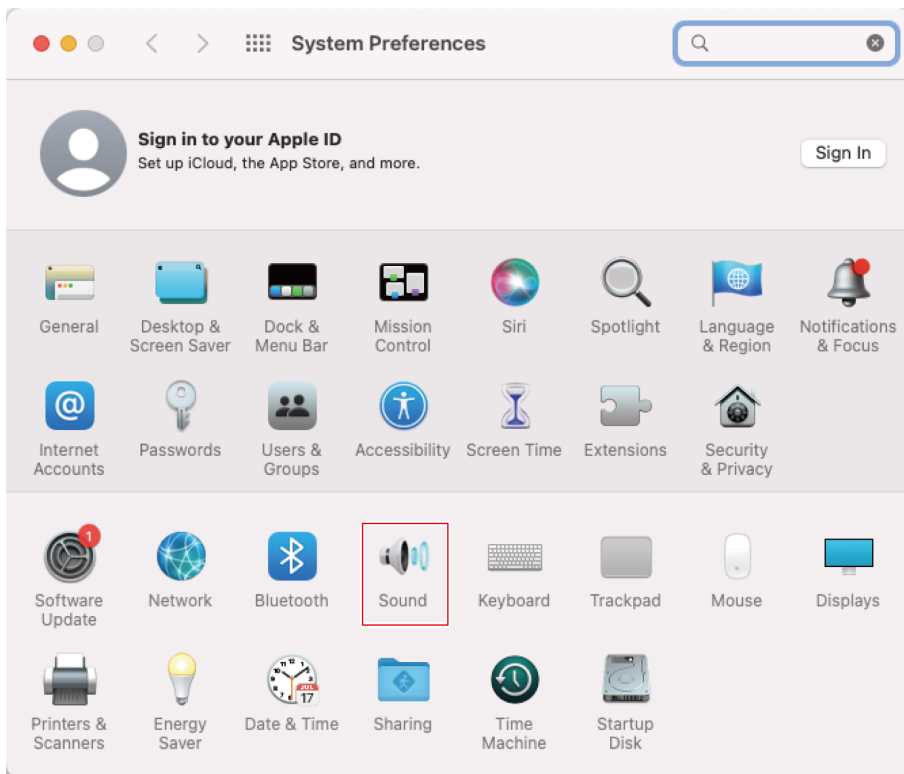 System Preferences
Sign in to your Apple ID
Set up iCloud, the App Store, and more.
Sign In
General
Desktop &
Screen Saver
Dock &
Menu Bar
Mission
Control
Siri
Spotlight
Language
& Region
Notifications
& Focus
@
Internet
Accounts
Passwords
Users &
Groups
Accessibility
Screen Time
Extensions
Security
& Privacy
1
Software
Update
Network
Bluetooth
Sound
Keyboard
Trackpad
Mouse
Displays
Printers &
Scanners
Energy
Saver
JUL
17
Date & Time
Sharing
Time
Machine
Startup
Disk